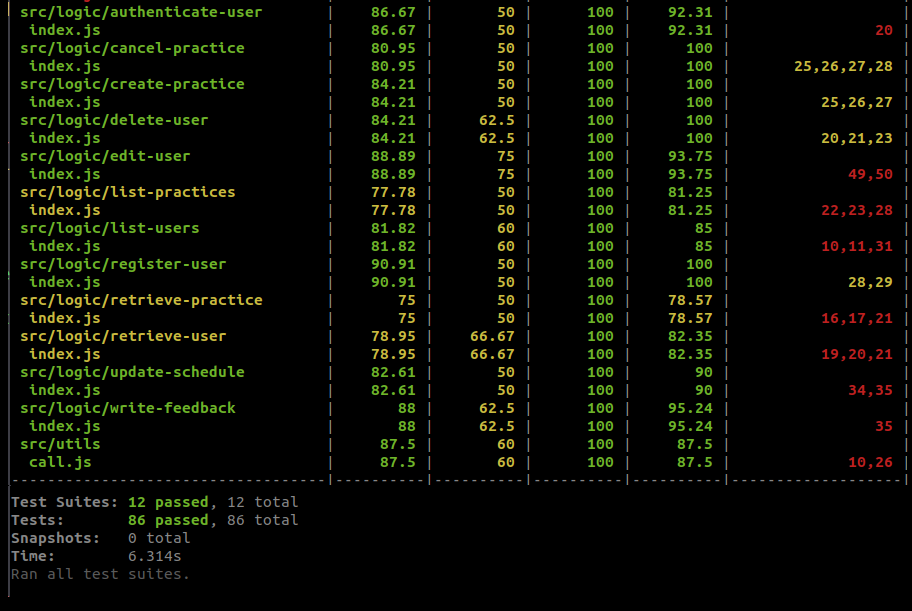 src/logic/authenticate-user | 86.67 | 50 | 100 | 92.31 | |
index.js | 86.67 | 50 | 100 | 92.31 | 20 |
src/logic/cancel-practice | 80.95 | 50 | 100 | 100 | |
index.js | 80.95 | 50 | 100 | 100 | 25,26,27,28 |
src/logic/create-practice | 84.21 | 50 | 100 | 100 | |
index.js | 84.21 | 50 | 100 | 100 | 25,26,27 |
src/logic/delete-user | 84.21 | 62.5 | 100 | 100 | |
index.js | 84.21 | 62.5 | 100 | 100 | 20,21,23 |
src/logic/edit-user | 88.89 | 75 | 100 | 93.75 | |
index.js | 88.89 | 75 | 100 | 93.75 | 49,50 |
src/logic/list-practices | 77.78 | 50 | 100 | 81.25 | |
index.js | 77.78 | 50 | 100 | 81.25 | 22,23,28 |
src/logic/list-users | 81.82 | 60 | 100 | 85 | |
index.js | 81.82 | 60 | 100 | 85 | 10,11,31 |
src/logic/register-user | 90.91 | 50 | 100 | 100 | |
index.js | 90.91 | 50 | 100 | 100 | 28,29 |
src/logic/retrieve-practice | 75 | 50 | 100 | 78.57 | |
index.js | 75 | 50 | 100 | 78.57 | 16,17,21 |
src/logic/retrieve-user | 78.95 | 66.67 | 100 | 82.35 | |
index.js | 78.95 | 66.67 | 100 | 82.35 | 19,20,21 |
src/logic/update-schedule | 82.61 | 50 | 100 | 90 | |
index.js | 82.61 | 50 | 100 | 90 | 34,35 |
src/logic/write-feedback | 88 | 62.5 | 100 | 95.24 | |
index.js | 88 | 62.5 | 100 | 95.24 | 35 |
src/utils | 87.5 | 60 | 100 | 87.5 | |
call.js | 87.5 | 60 | 100 | 87.5 | 10,26 |
-----------------------------------|----------|----------|----------|----------|-------------------|
Test Suites: 12 passed, 12 total
Tests: 86 passed, 86 total
Snapshots: 0 total
Time: 6.314s
Ran all test suites.